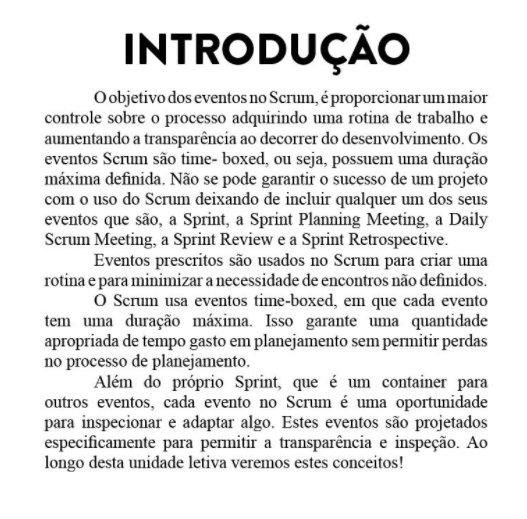 INTRODUÇÃO
O objetivo dos eventos no Scrum, é proporcionar um maior
controle sobre o processo adquirindo uma rotina de trabalho e
aumentando a transparência ao decorrer do desenvolvimento. Os
eventos Scrum são time- boxed, ou seja, possuem uma duração
máxima definida. Não se pode garantir o sucesso de um projeto
com o uso do Scrum deixando de incluir qualquer um dos seus
eventos que são, a Sprint, a Sprint Planning Meeting, a Daily
Scrum Meeting, a Sprint Review e a Sprint Retrospective.
Eventos prescritos são usados no Scrum para criar uma
rotina e para minimizar a necessidade de encontros não definidos.
O Scrum usa eventos time-boxed, em que cada evento
tem uma duração máxima. Isso garante uma quantidade
apropriada de tempo gasto em planejamento sem permitir perdas
no processo de planejamento.
Além do próprio Sprint, que é um container para
outros eventos, cada evento no Scrum é uma oportunidade
para inspecionar e adaptar algo. Estes eventos são projetados
especificamente para permitir a transparência e inspeção. Ao
longo desta unidade letiva veremos estes conceitos!